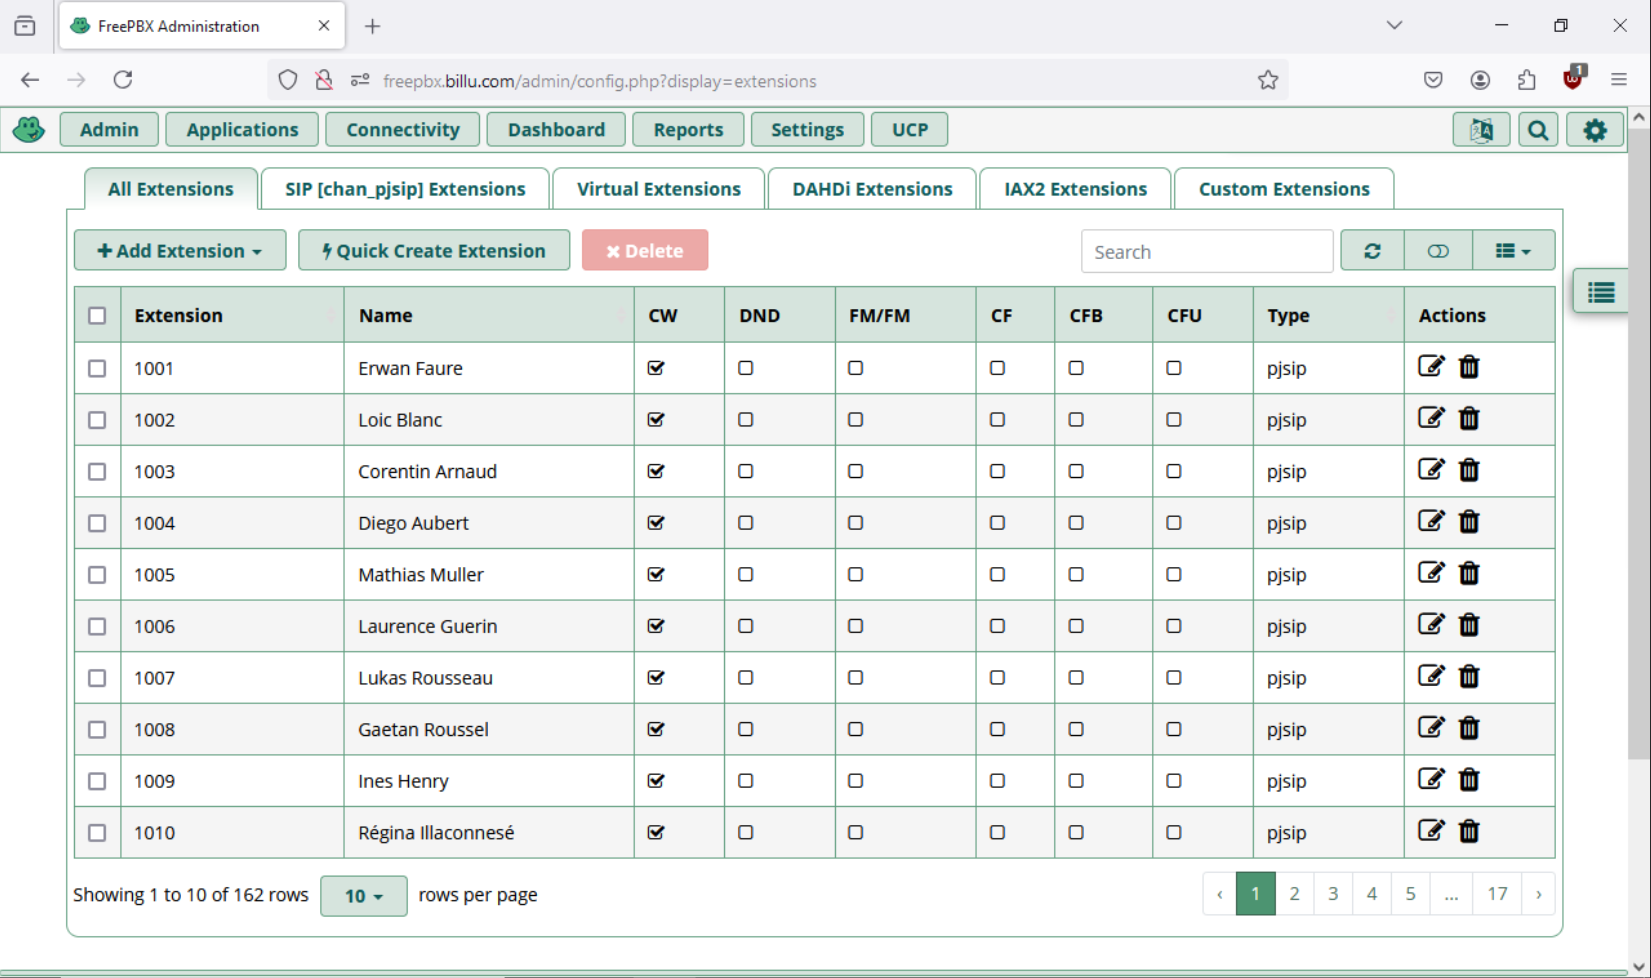 FreePBX Administration
freepbx.billu.com/admin/config.php?display=extensions
1
Admin Applications Connectivity Dashboard Reports Settings UCP
All Extensions SIP [chan_pjsip] Extensions Virtual Extensions DAHDi Extensions IAX2 Extensions Custom Extensions
Add Extension Quick Create Extension Delete Search
Extension Name CW DND FM/FM CF CFB CFU Type Actions
1001 Erwan Faure pjsip
1002 Loic Blanc pjsip
1003 Corentin Arnaud pjsip
1004 Diego Aubert pjsip
1005 Mathias Muller pjsip
1006 Laurence Guerin pjsip
1007 Lukas Rousseau pjsip
1008 Gaetan Roussel pjsip
1009 Ines Henry pjsip
1010 Régina Illaconnesé pjsip
Showing 1 to 10 of 162 rows 10 rows per page ‹ 1 2 3 4 5 ... 17 ›